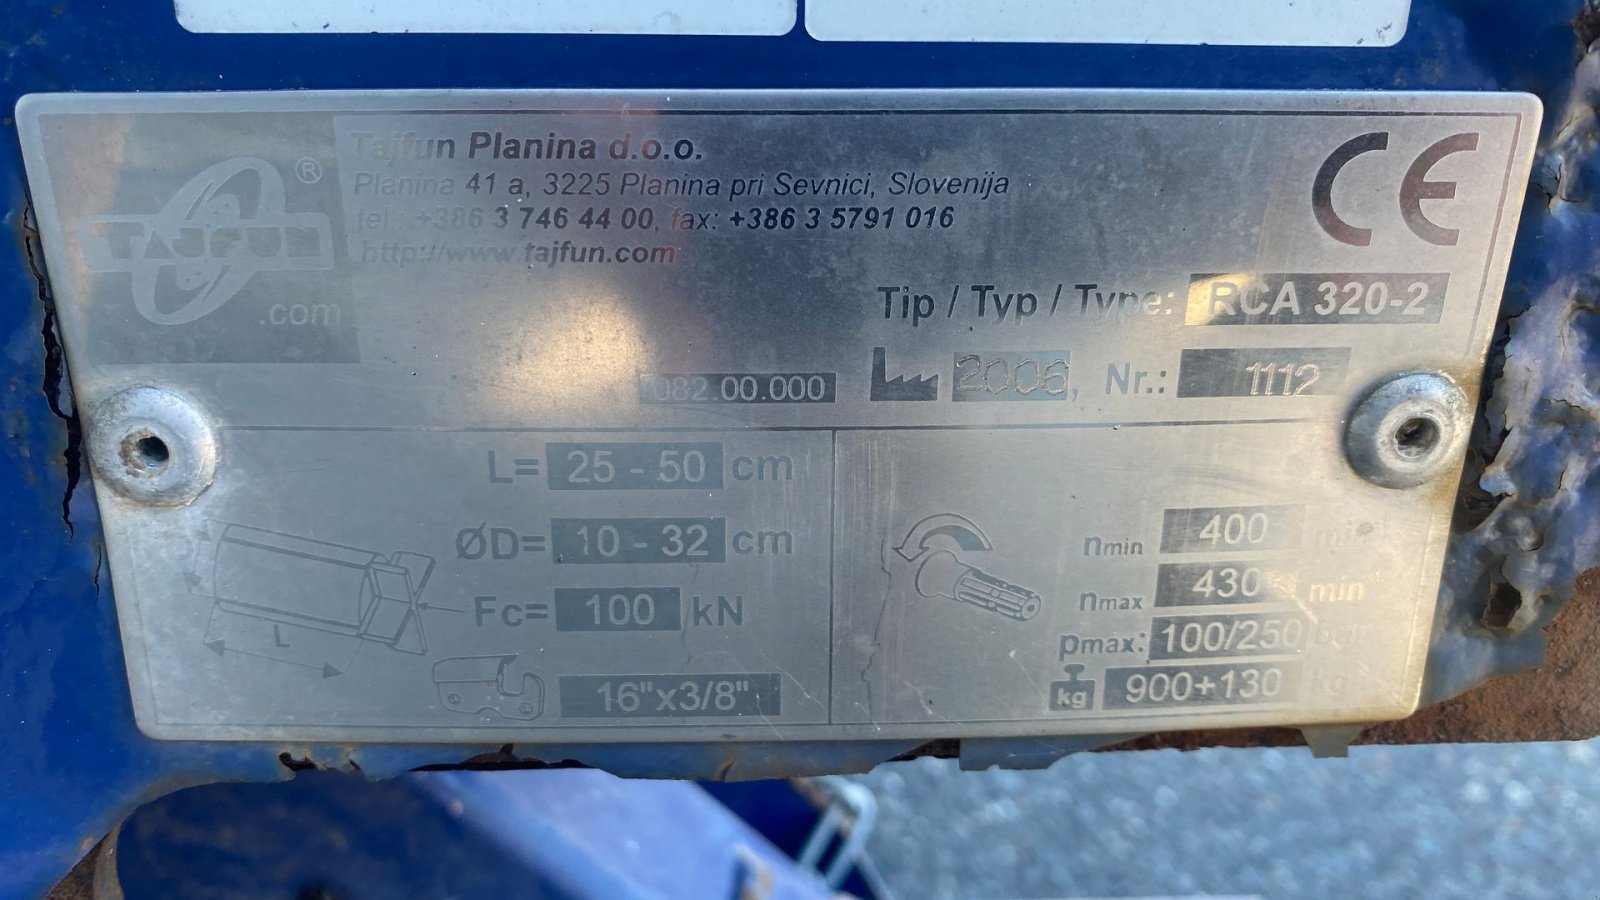 TAJFUN ®
.com
Tajfun Planina d.o.o.
Planina 41 a, 3225 Planina pri Sevnici, Slovenija
tel.: +386 3 746 44 00, fax: +386 3 5791 016
http://www.tajfun.com
CE
Tip / Typ / Type: RCA 320-2
082.00.000 2006, Nr.: 1112
L= 25 - 50 cm
ØD= 10 - 32 cm
Fc= 100 kN
16"x3/8"
D
L
nmin 400 min
nmax 430 min
pmax: 100/250 bar
kg 900+130 kg